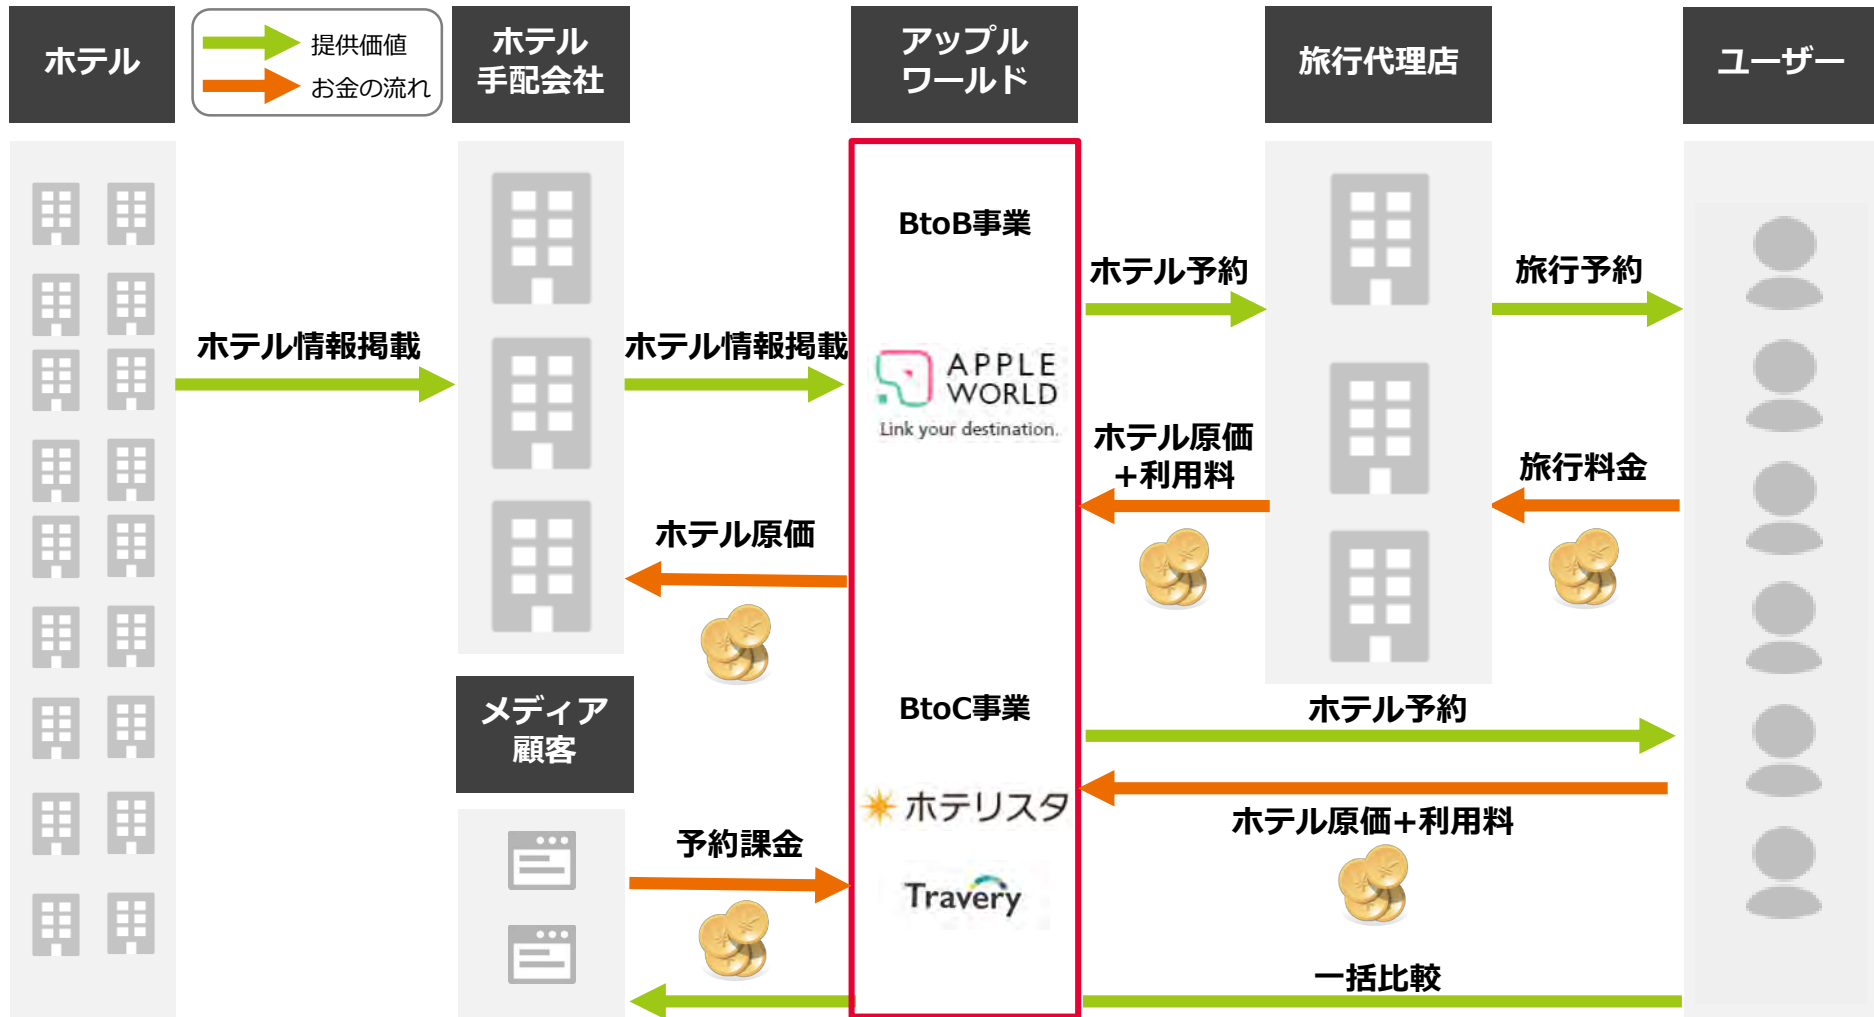 ホテル
提供価値
お金の流れ
ホテル
手配会社
アップル
ワールド
旅行代理店
ユーザー
BtoB事業
ホテル予約
旅行予約
ホテル情報掲載
ホテル情報掲載
APPLE
WORLD
Link your destination.
ホテル原価
+利用料
旅行料金
ホテル原価
メディア
顧客
BtoC事業
ホテル予約
ホテリスタ
ホテル原価+利用料
予約課金
Travery
一括比較